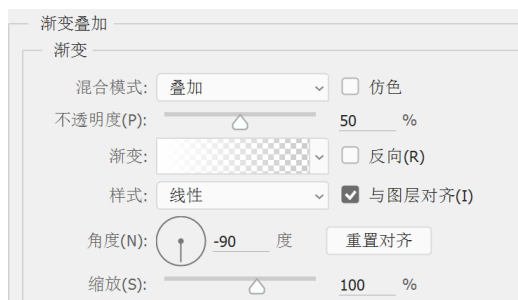 渐变叠加
渐变
混合模式: 叠加 仿色
不透明度(P): 50 %
渐变: 反向(R)
样式: 线性 与图层对齐(I)
角度(N): -90 度 重置对齐
缩放(S): 100 %